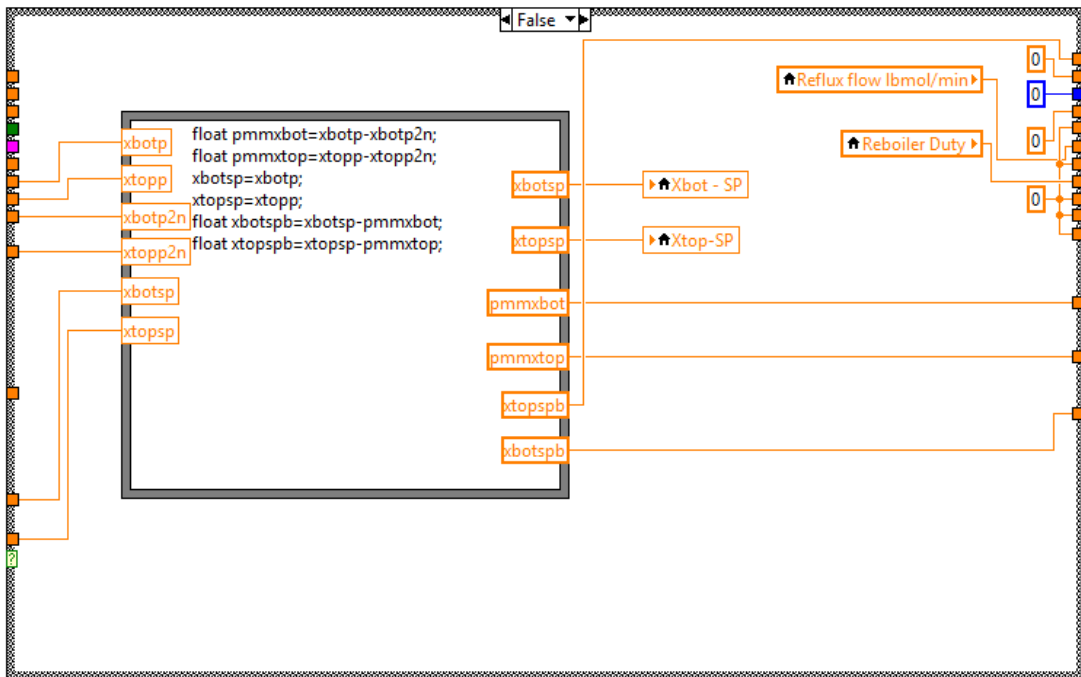 False
0
Reflux flow lbmol/min
0
xbotp
float pmmxbot=xbotp-xbotp2n;
float pmmxtop=xtopp-xtopp2n;
xbotsp=xbotp;
xtopsp=xtopp;
float xbotspb=xbotsp-pmmxbot;
float xtopspb=xtopsp-pmmxtop;
xtopp
xbotp2n
xtopp2n
xbotsp
xtopsp
xbotsp
Xbot - SP
xtopsp
Xtop-SP
pmmxbot
pmmxtop
xtopspb
xbotspb
0
Reboiler Duty
0
?